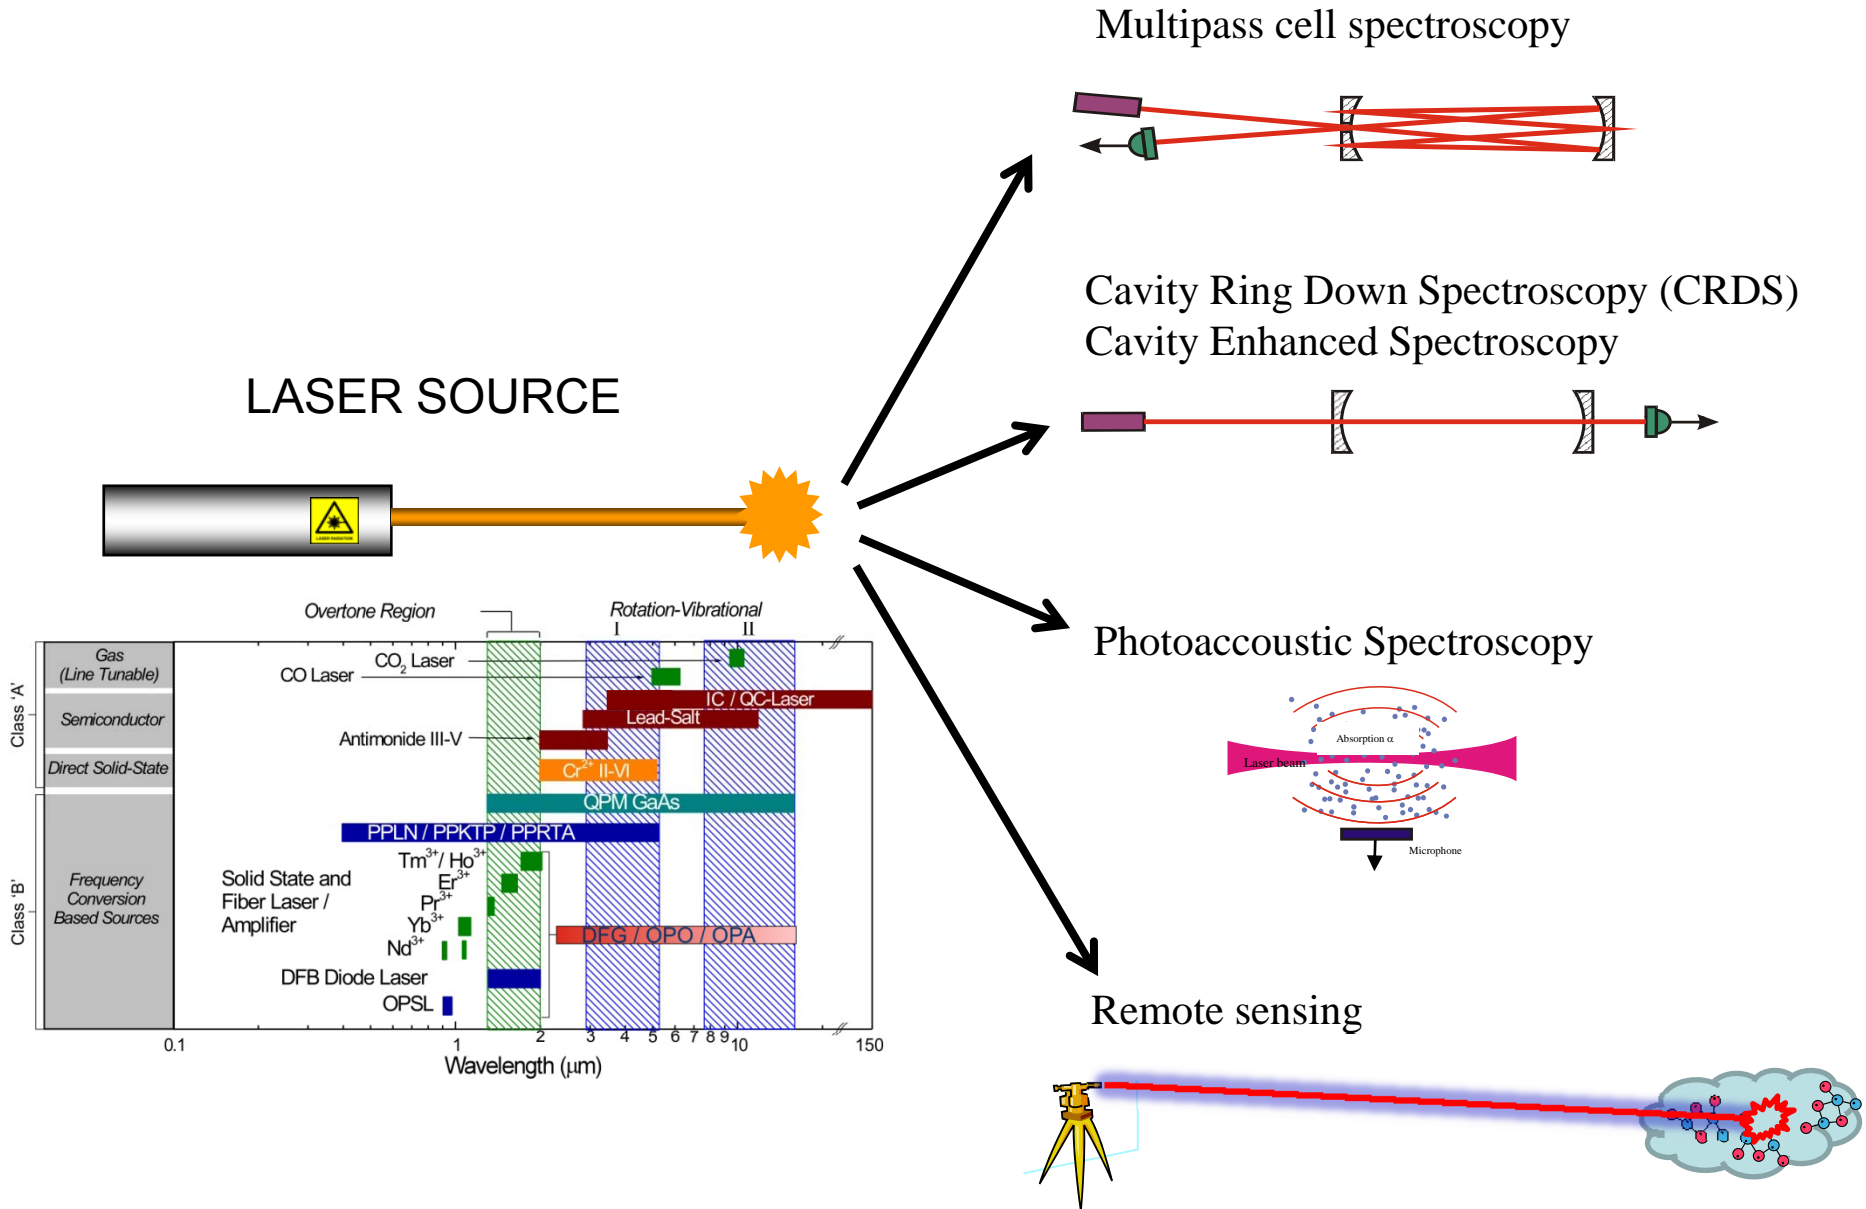 Multipass cell spectroscopy
Cavity Ring Down Spectroscopy (CRDS)
Cavity Enhanced Spectroscopy
LASER SOURCE
LASER RADIATION
Overtone Region
Rotation-Vibrational
I
II
Class 'A'
Gas
(Line Tunable)
Semiconductor
Direct Solid-State
Class 'B'
Frequency
Conversion
Based Sources
CO₂ Laser
CO Laser
IC / QC-Laser
Lead-Salt
Antimonide III-V
Cr²⁺ II-VI
QPM GaAs
PPLN / PPKTP / PPRTA
Tm³⁺/ Ho³⁺
Er³⁺
Pr³⁺
Yb³⁺
Nd³⁺
Solid State and
Fiber Laser /
Amplifier
DFG / OPO / OPA
DFB Diode Laser
OPSL
0.1 1 2 3 4 5 6 7 8 9 10 150
Wavelength (μm)
Photoaccoustic Spectroscopy
Absorption α
Laser beam
Microphone
Remote sensing